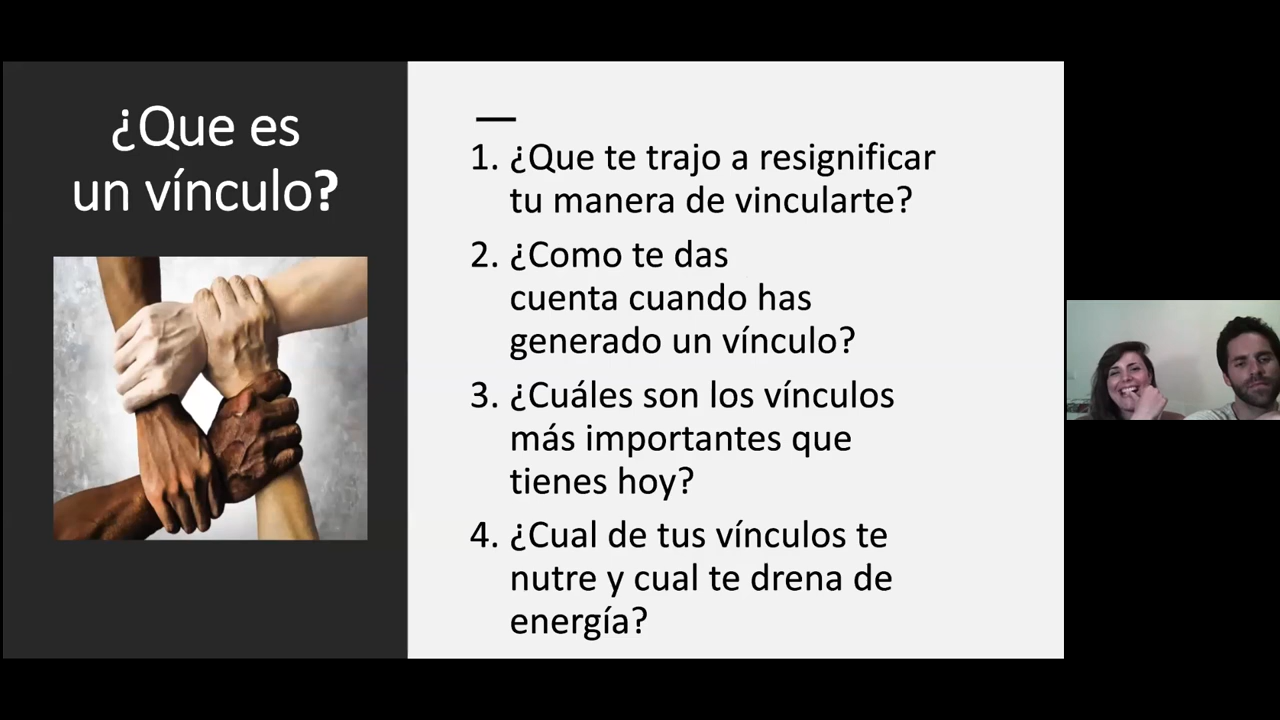 ¿Que es
un vínculo?
1. ¿Que te trajo a resignificar
tu manera de vincularte?
2. ¿Como te das
cuenta cuando has
generado un vínculo?
3. ¿Cuáles son los vínculos
más importantes que
tienes hoy?
4. ¿Cual de tus vínculos te
nutre y cual te drena de
energía?